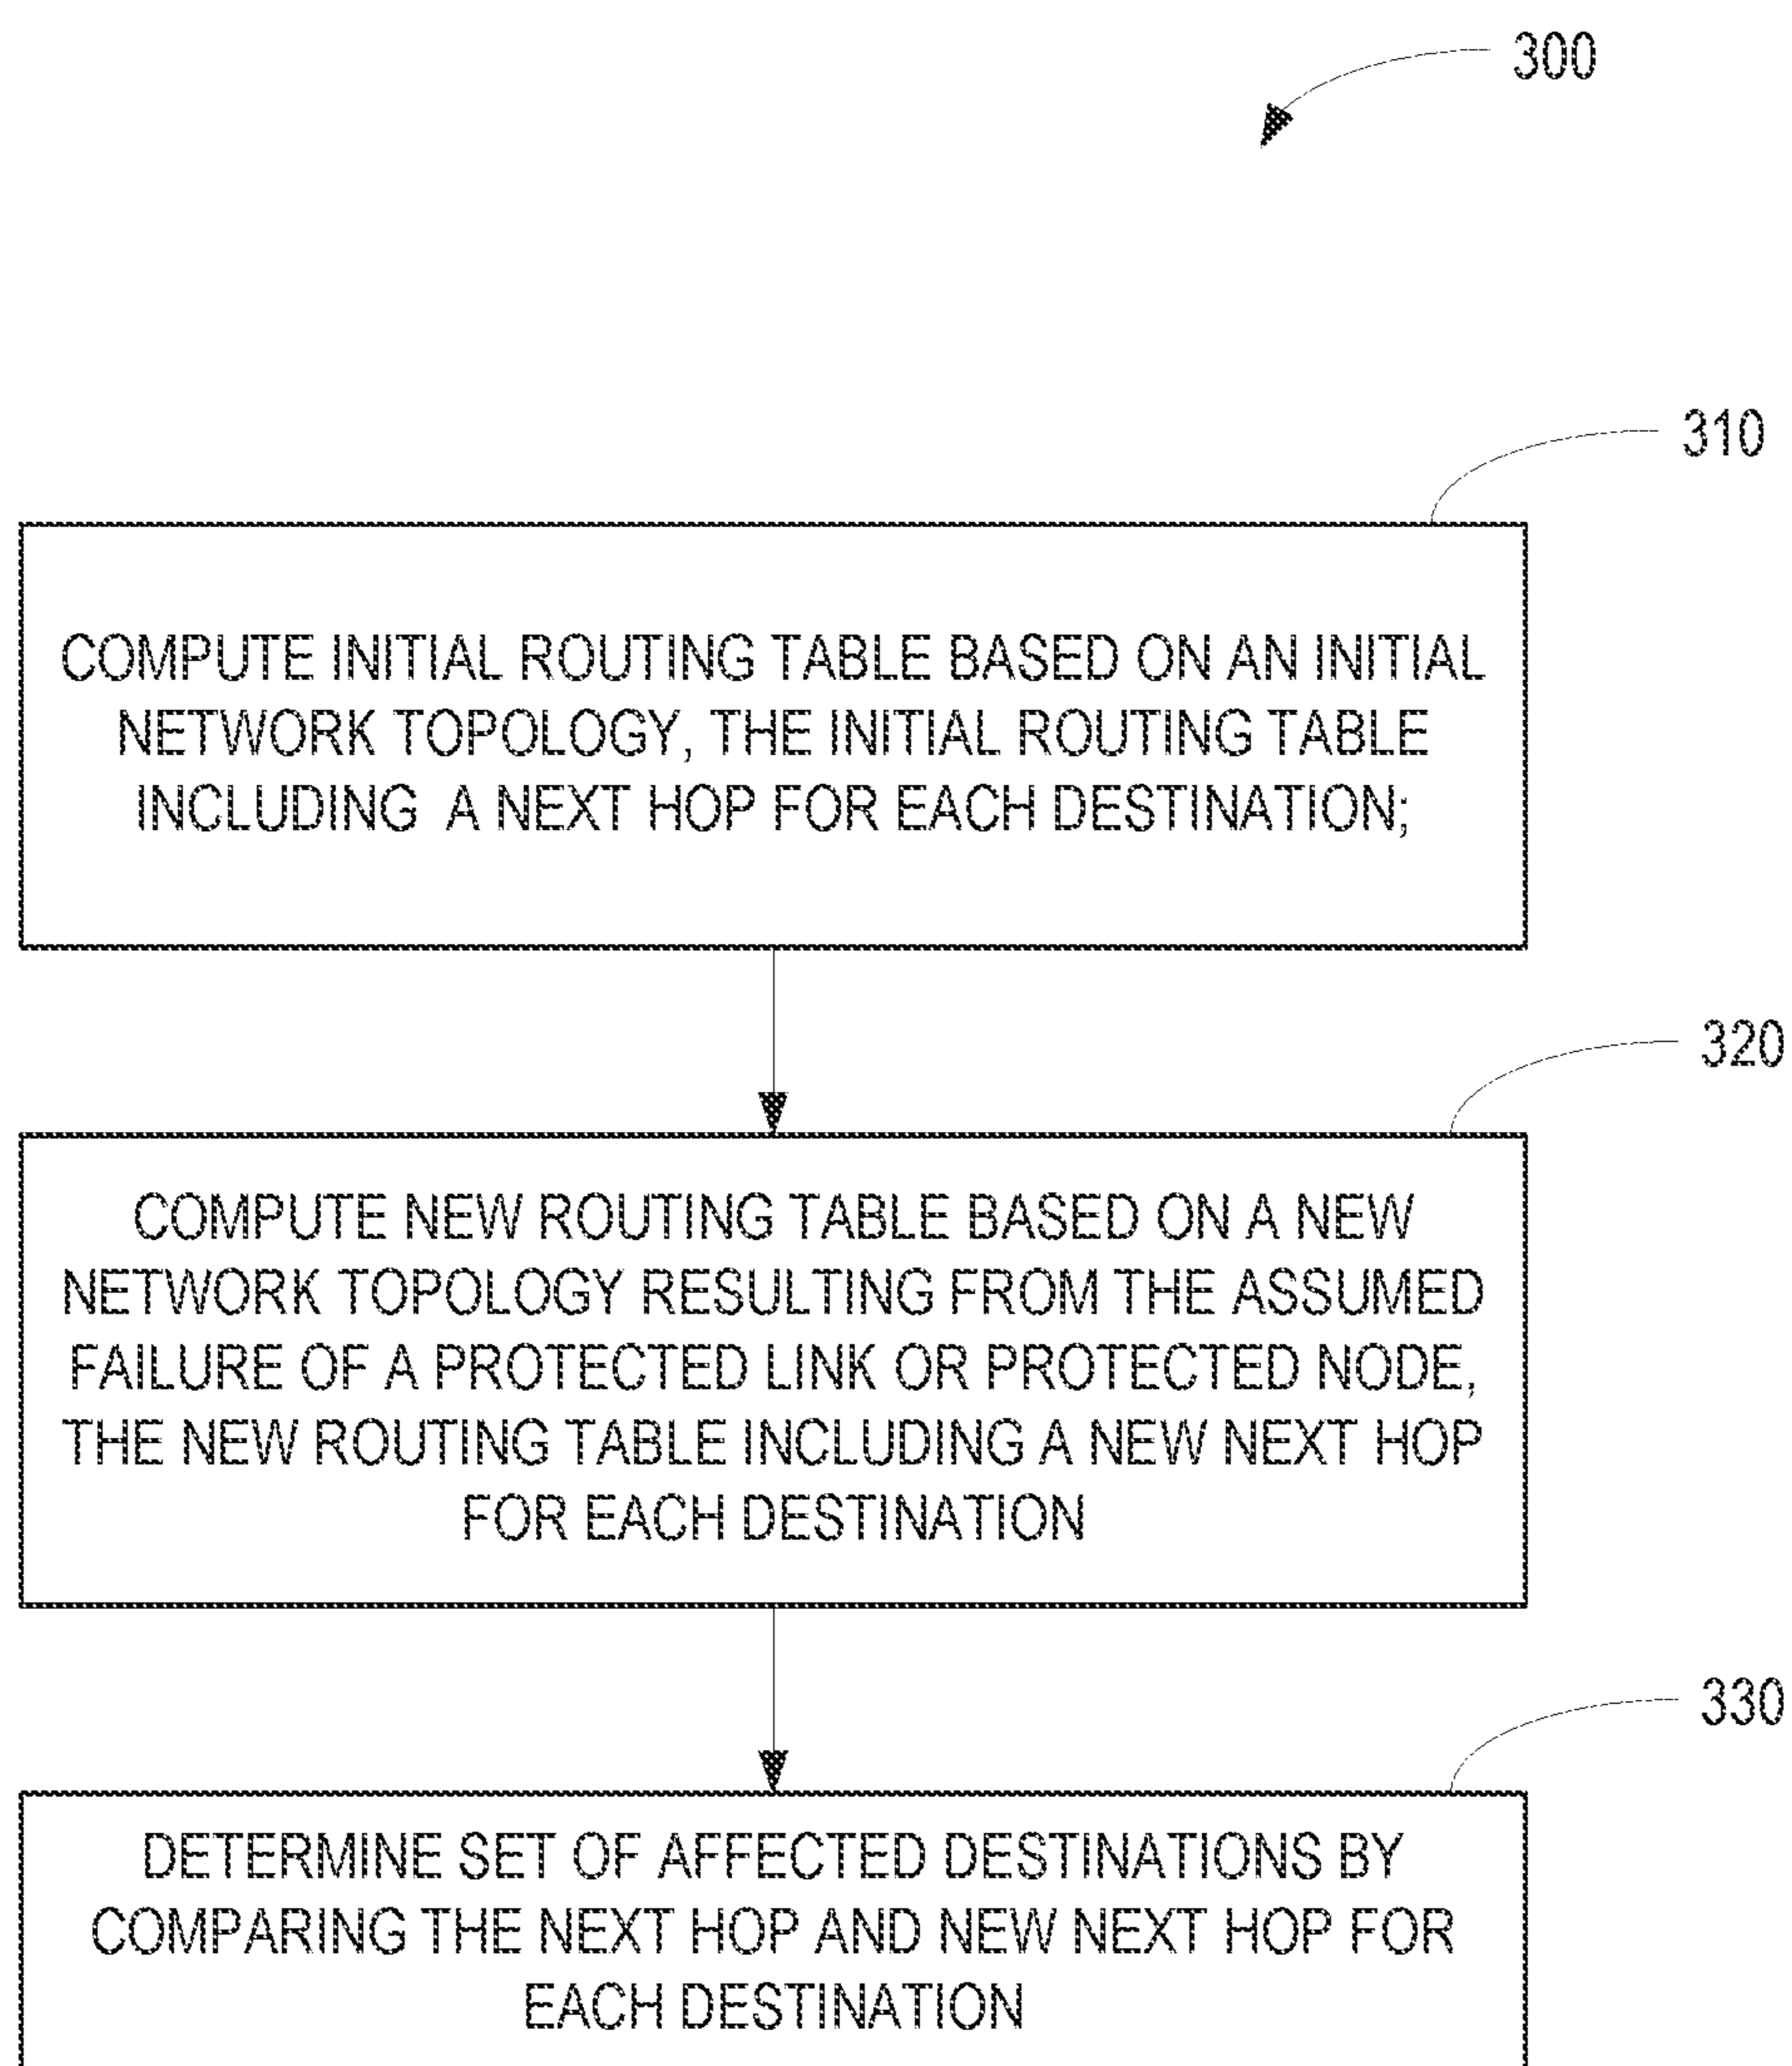 300
310
COMPUTE INITIAL ROUTING TABLE BASED ON AN INITIAL
NETWORK TOPOLOGY, THE INITIAL ROUTING TABLE
INCLUDING A NEXT HOP FOR EACH DESTINATION;
320
COMPUTE NEW ROUTING TABLE BASED ON A NEW
NETWORK TOPOLOGY RESULTING FROM THE ASSUMED
FAILURE OF A PROTECTED LINK OR PROTECTED NODE,
THE NEW ROUTING TABLE INCLUDING A NEW NEXT HOP
FOR EACH DESTINATION
330
DETERMINE SET OF AFFECTED DESTINATIONS BY
COMPARING THE NEXT HOP AND NEW NEXT HOP FOR
EACH DESTINATION